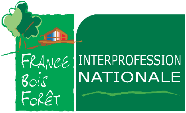 FRANCE
BOIS
FORÊT
INTERPROFESSION
NATIONALE